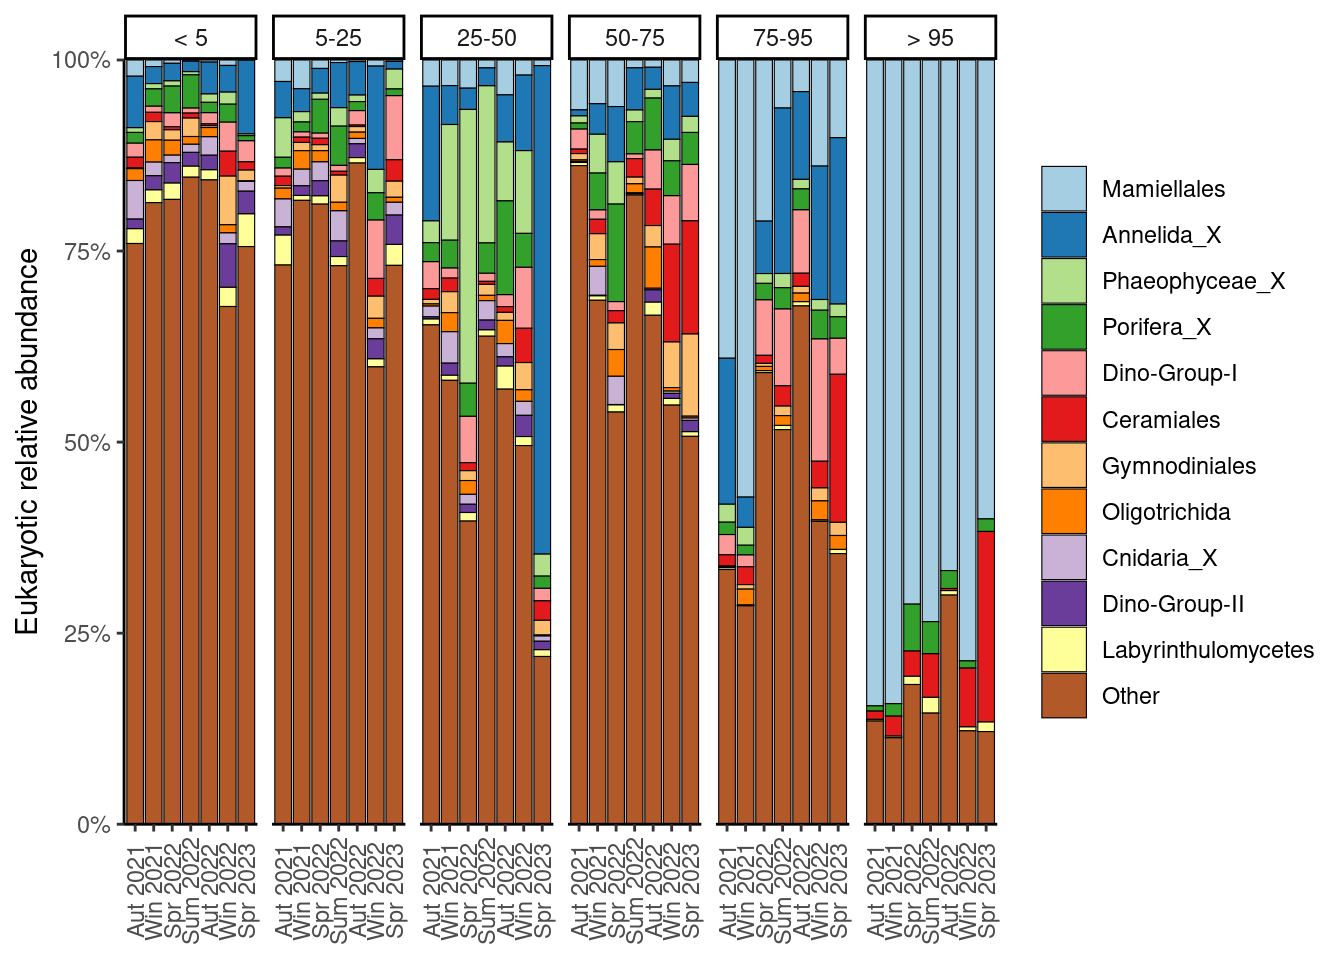 < 5
5-25
25-50
50-75
75-95
> 95
Eukaryotic relative abundance
100%
75%
50%
25%
0%
Aut 2021
Win 2021
Spr 2022
Sum 2022
Aut 2022
Win 2022
Spr 2023
Aut 2021
Win 2021
Spr 2022
Sum 2022
Aut 2022
Win 2022
Spr 2023
Aut 2021
Win 2021
Spr 2022
Sum 2022
Aut 2022
Win 2022
Spr 2023
Aut 2021
Win 2021
Spr 2022
Sum 2022
Aut 2022
Win 2022
Spr 2023
Aut 2021
Win 2021
Spr 2022
Sum 2022
Aut 2022
Win 2022
Spr 2023
Aut 2021
Win 2021
Spr 2022
Sum 2022
Aut 2022
Win 2022
Spr 2023
Mamiellales
Annelida_X
Phaeophyceae_X
Porifera_X
Dino-Group-I
Ceramiales
Gymnodiniales
Oligotrichida
Cnidaria_X
Dino-Group-II
Labyrinthulomycetes
Other